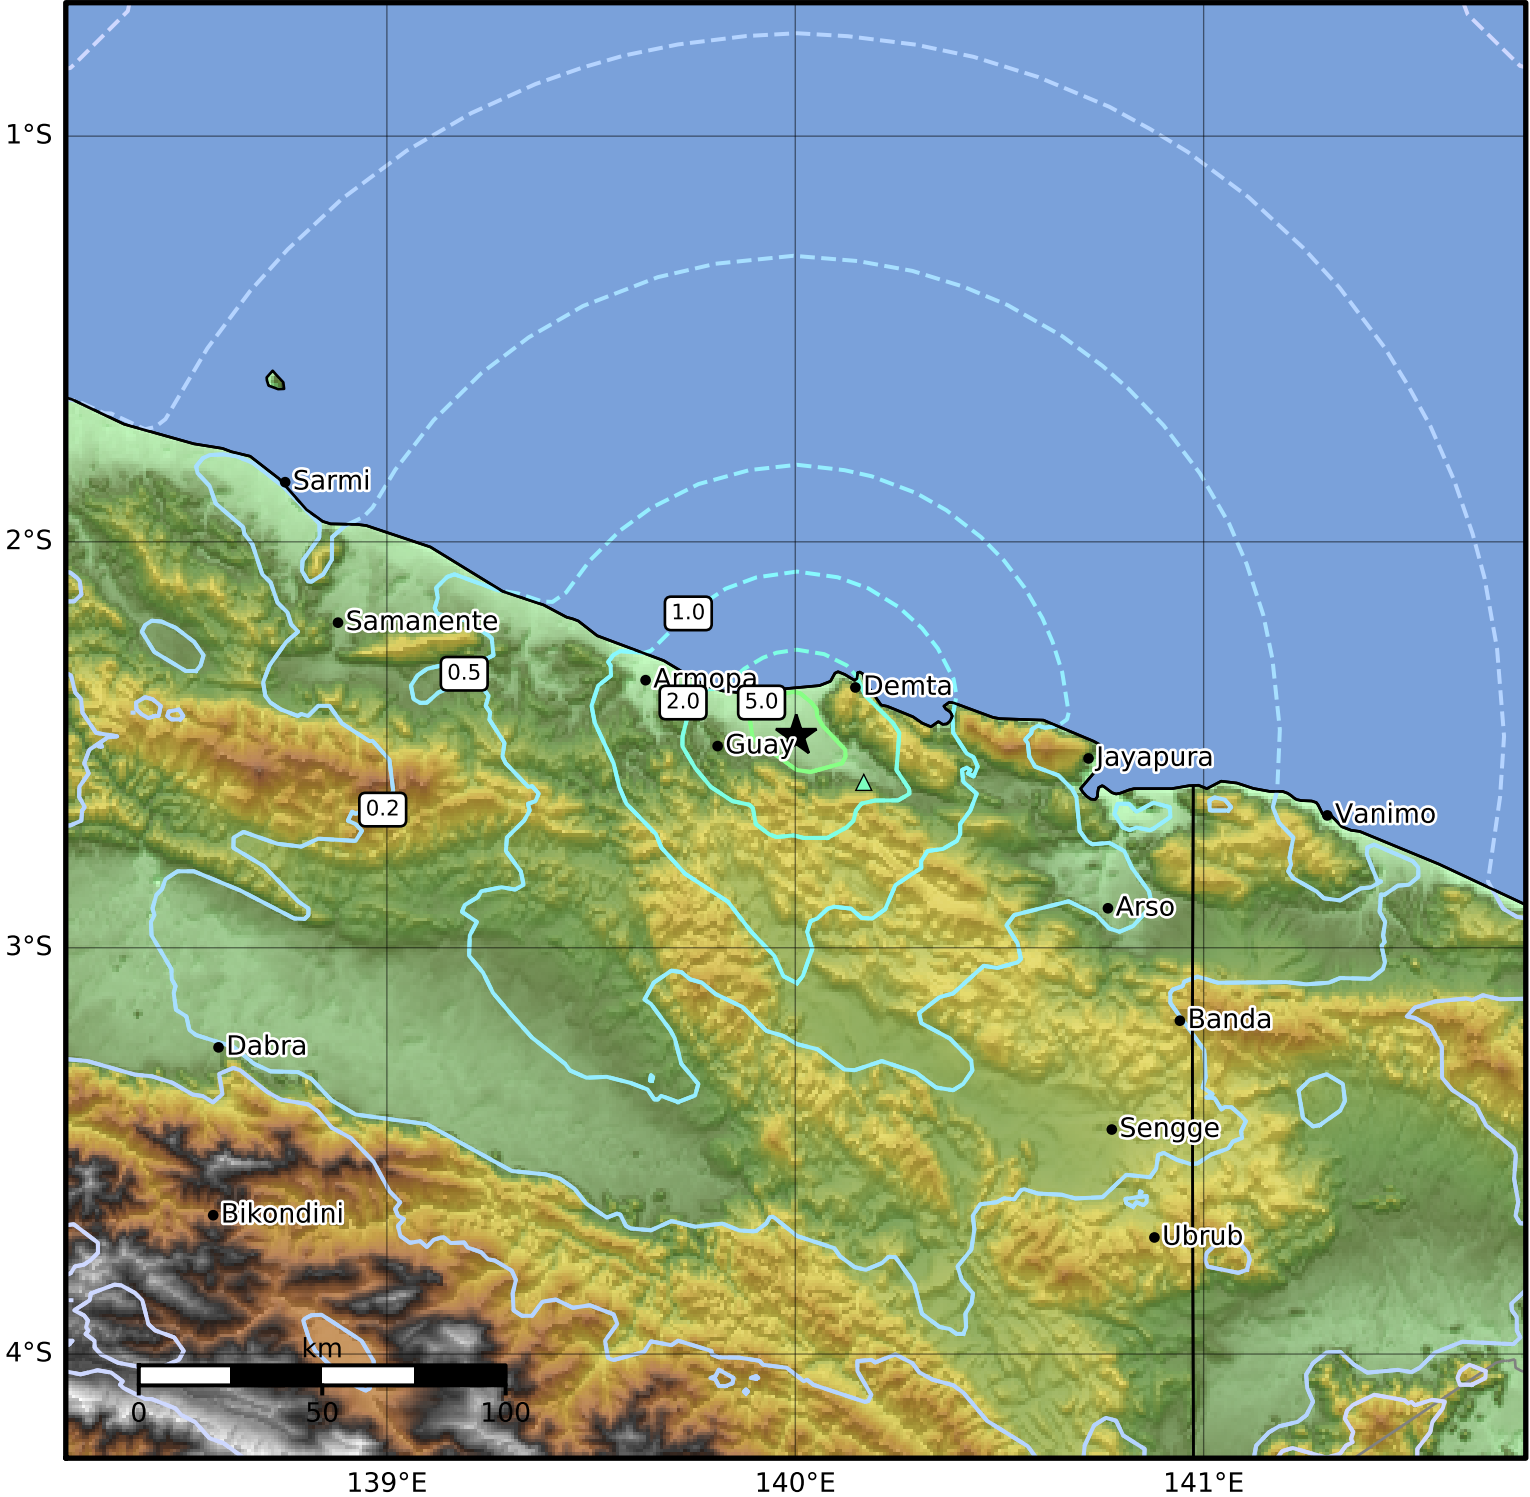 1°S
Sarmi
2°S
1.0
Samanente
0.5
Armopa
2.0
5.0
Demta
Guay
Jayapura
0.2
Vanimo
Arso
3°S
Banda
Dabra
Sengge
Bikondini
Ubrub
4°S
km
0 50 100
139°E 140°E 141°E